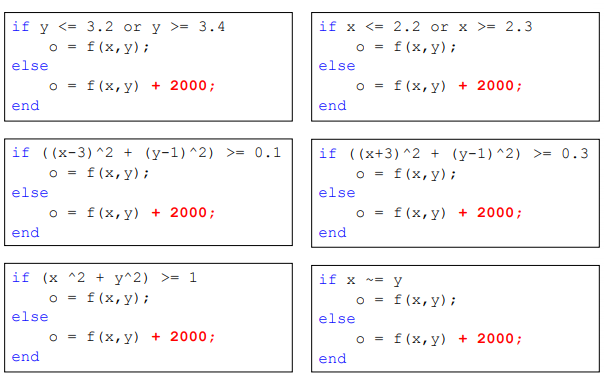 if y <= 3.2 or y >= 3.4
    o = f(x,y);
else
    o = f(x,y) + 2000;
end
if x <= 2.2 or x >= 2.3
    o = f(x,y);
else
    o = f(x,y) + 2000;
end
if ((x-3)^2 + (y-1)^2) >= 0.1
    o = f(x,y);
else
    o = f(x,y) + 2000;
end
if ((x+3)^2 + (y-1)^2) >= 0.3
    o = f(x,y);
else
    o = f(x,y) + 2000;
end
if (x ^2 + y^2) >= 1
    o = f(x,y);
else
    o = f(x,y) + 2000;
end
if x ~= y
    o = f(x,y);
else
    o = f(x,y) + 2000;
end